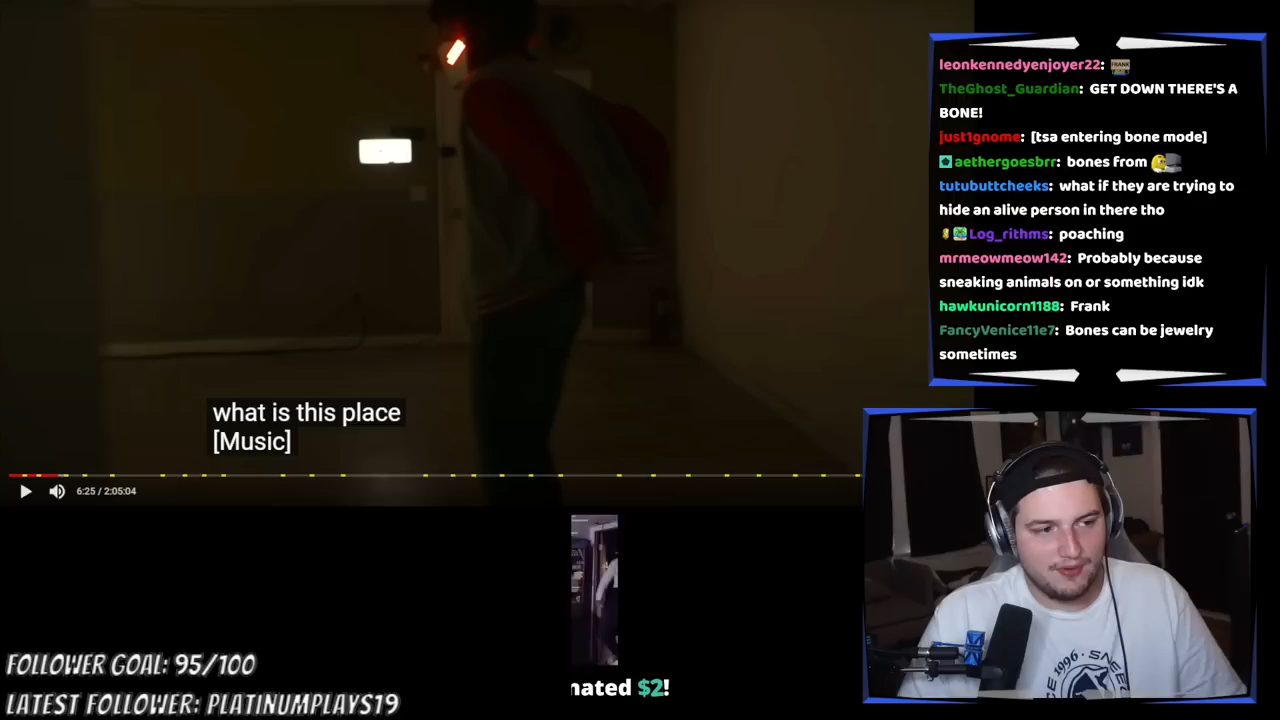 leonkennedyenjoyer22:
TheGhost_Guardian: GET DOWN THERE'S A
BONE!
just1gnome: [tsa entering bone mode]
aethergoesbrr: bones from
tutubuttcheeks: what if they are trying to
hide an alive person in there tho
Log_rithms: poaching
mrmeowmeow142: Probably because
sneaking animals on or something idk
hawkunicorn1188: Frank
FancyVenice11e7: Bones can be jewelry
sometimes
what is this place
[Music]
6:25 / 2:05:04
nated $2!
FOLLOWER GOAL: 95/100
LATEST FOLLOWER: PLATINUMPLAYS19